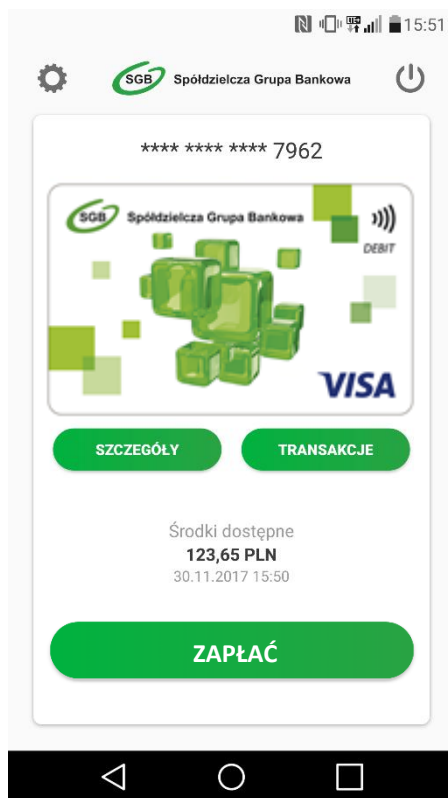 15:51
SGB Spółdzielcza Grupa Bankowa
**** **** **** 7962
SGB Spółdzielcza Grupa Bankowa
DEBIT
VISA
SZCZEGÓŁY TRANSAKCJE
Środki dostępne
123,65 PLN
30.11.2017 15:50
ZAPŁAĆ